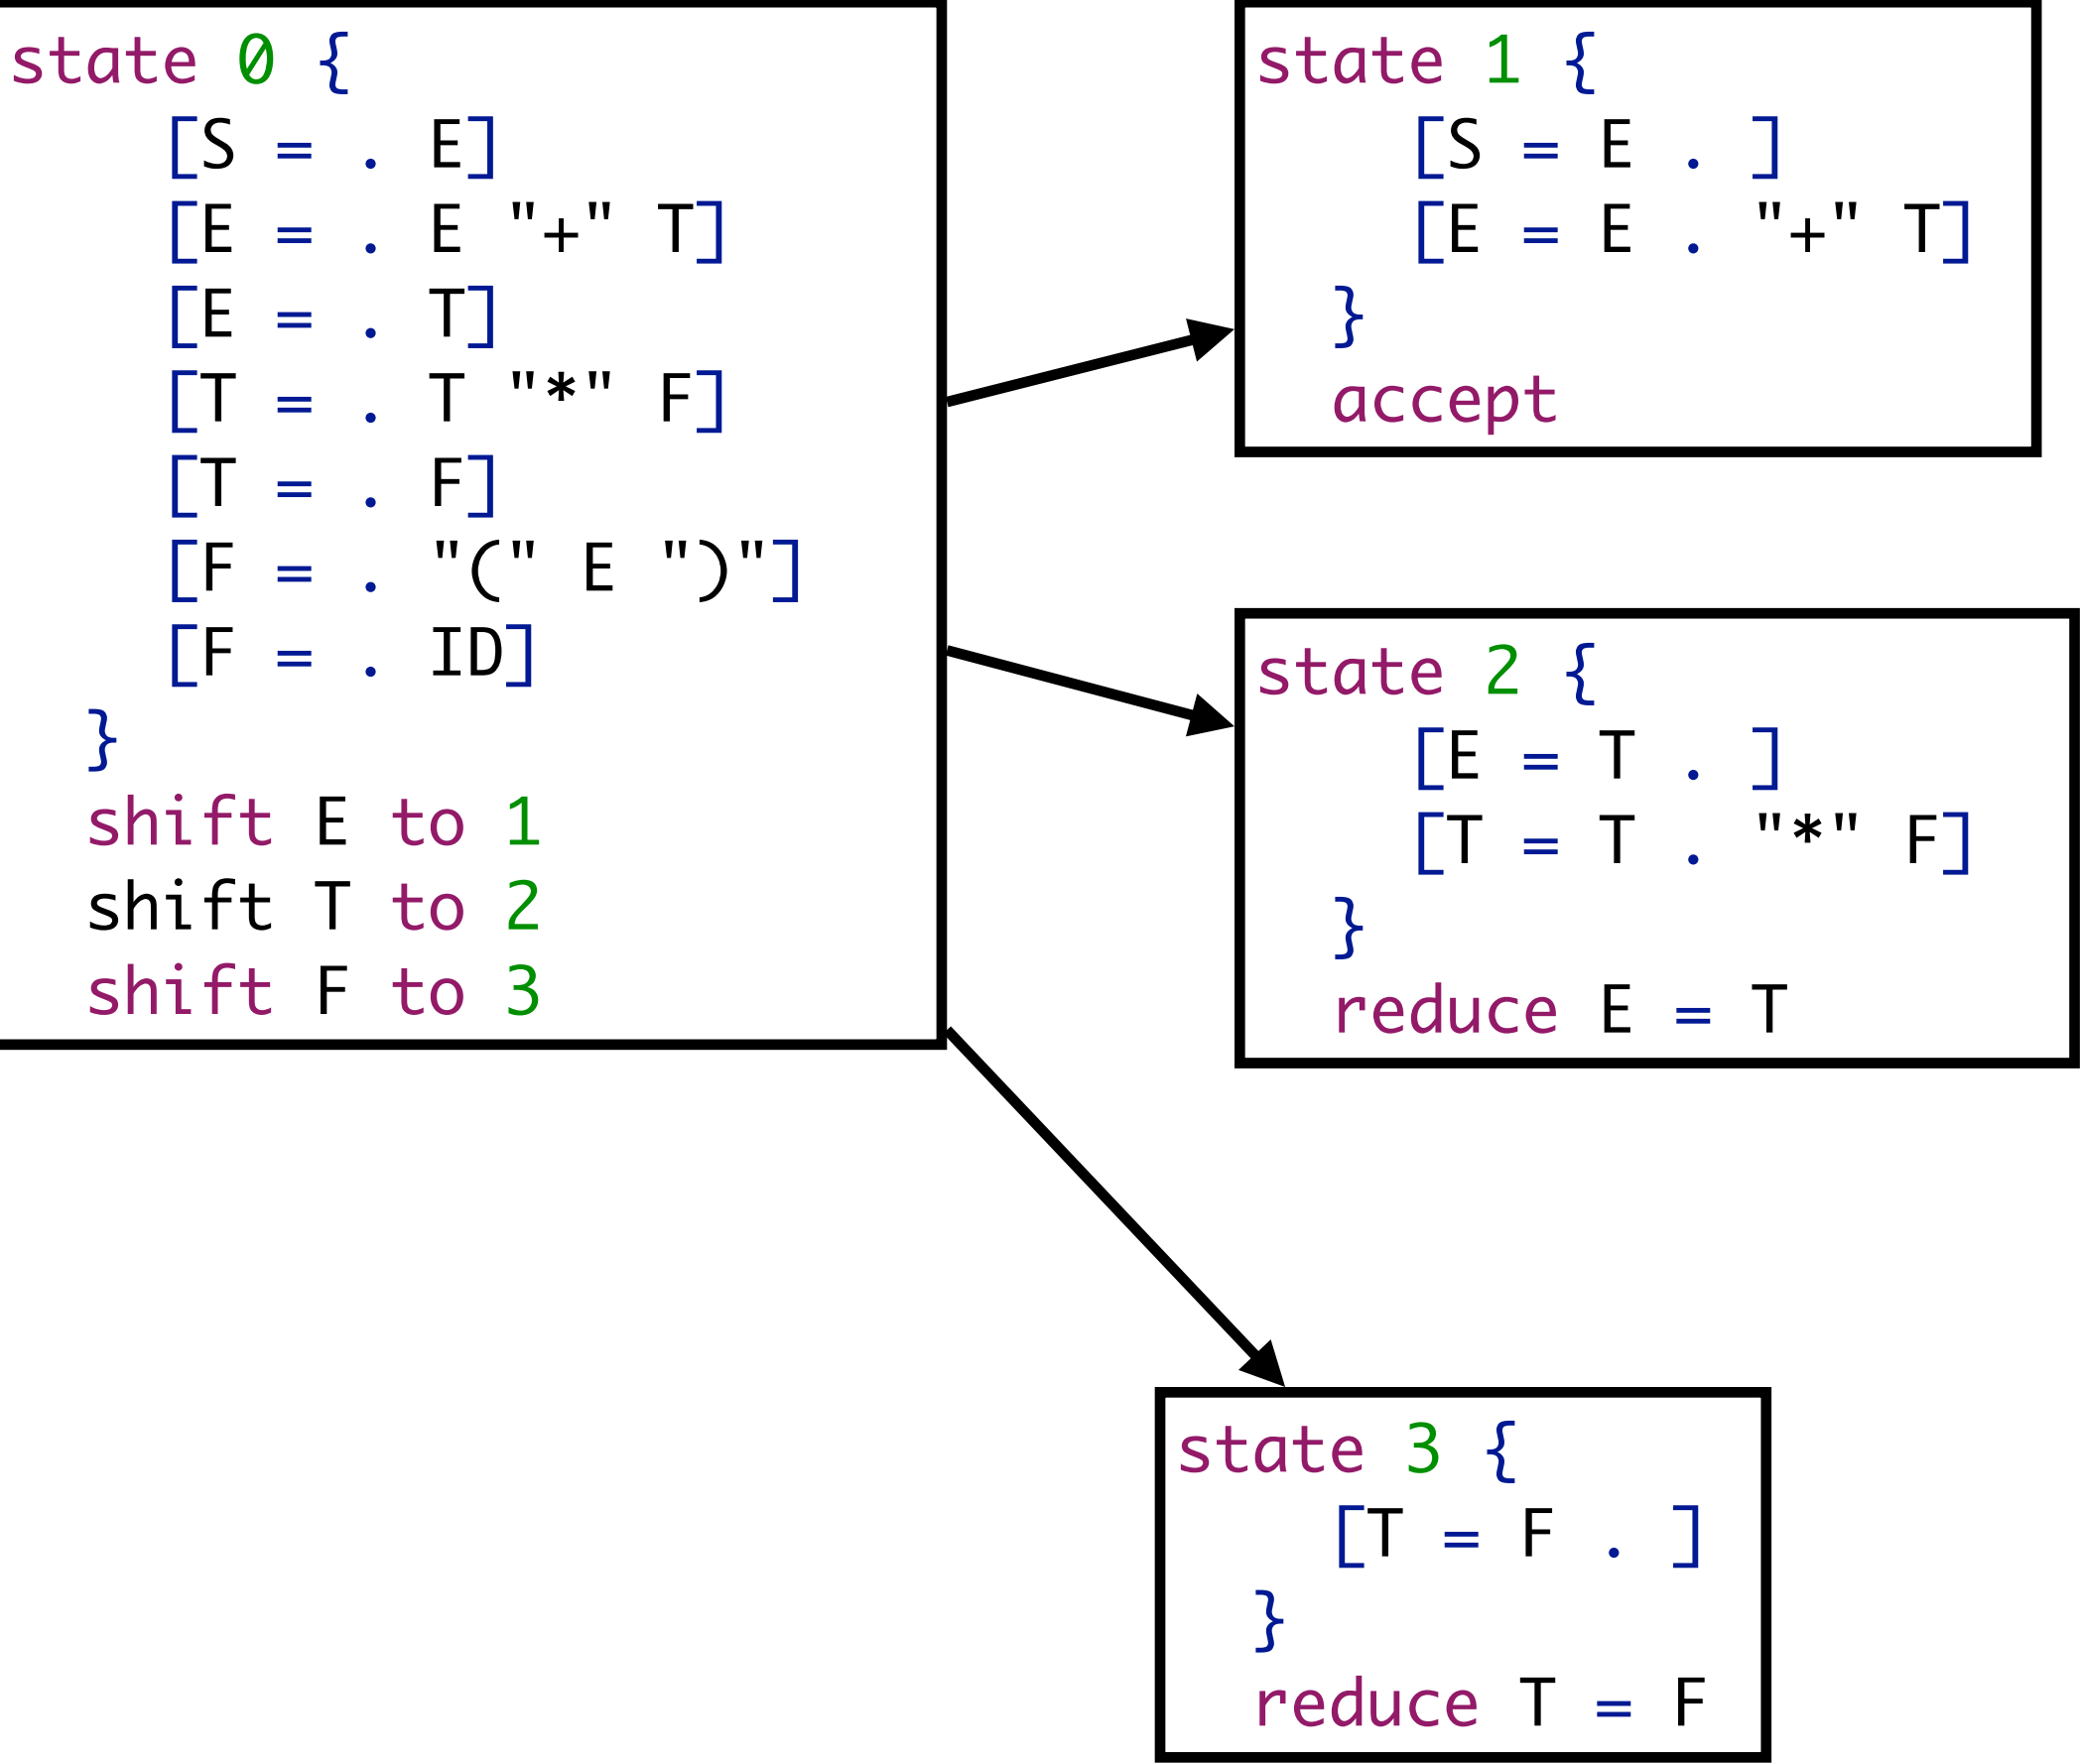 state 0 {
[S = . E]
[E = . E "+" T]
[E = . T]
[T = . T "*" F]
[T = . F]
[F = . "(" E ")"]
[F = . ID]
}
shift E to 1
shift T to 2
shift F to 3
state 1 {
[S = E . ]
[E = E . "+" T]
}
accept
state 2 {
[E = T . ]
[T = T . "*" F]
}
reduce E = T
state 3 {
[T = F . ]
}
reduce T = F